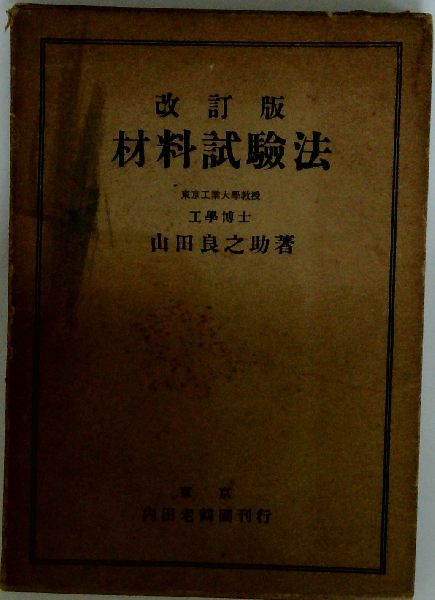 改訂版
材料試驗法
東京工業大學教授
工學博士
山田良之助著
東京
內田老鶴圃刊行